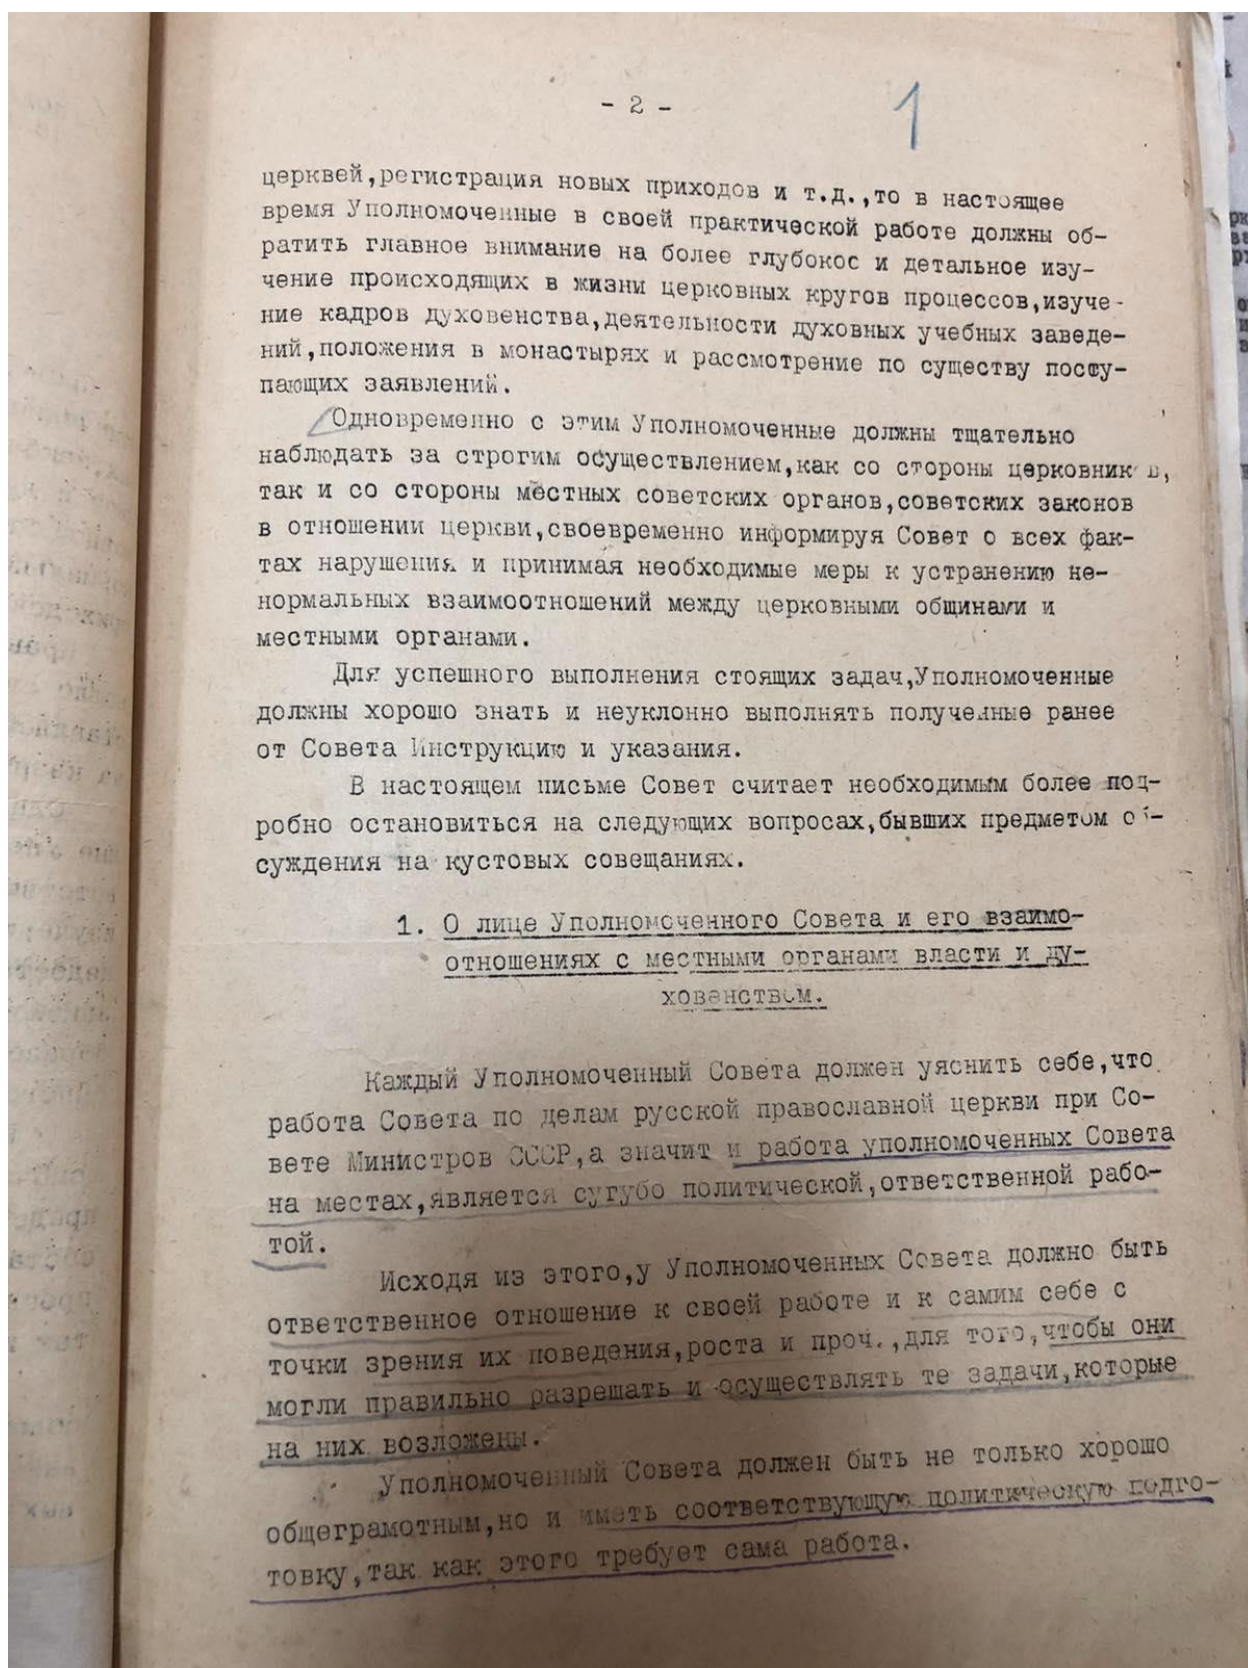 - 2 -
1
церквей,регистрация новых приходов и т.д.,то в настоящее
время Уполномоченные в своей практической работе должны об-
ратить главное внимание на более глубокос и детальное изу-
чение происходящих в жизни церковных кругов процессов,изуче-
ние кадров духовенства,деятельности духовных учебных заведе-
ний,положения в монастырях и рассмотрение по существу посту-
пающих заявлений.
Одновременно с этим Уполномоченные должны тщательно
наблюдать за строгим осуществлением,как со стороны церковников,
так и со стороны местных советских органов,советских законов
в отношении церкви,своевременно информируя Совет о всех фак-
тах нарушения и принимая необходимые меры к устранению не-
нормальных взаимоотношений между церковными общинами и
местными органами.
Для успешного выполнения стоящих задач,Уполномоченные
должны хорошо знать и неуклонно выполнять полученные ранее
от Совета Инструкцию и указания.
В настоящем письме Совет считает необходимым более под-
робно остановиться на следующих вопросах,бывших предметом об-
суждения на кустовых совещаниях.
1. О лице Уполномоченного Совета и его взаимо-
отношениях с местными органами власти и ду-
ховенством.
Каждый Уполномоченный Совета должен уяснить себе,что
работа Совета по делам русской православной церкви при Со-
вете Министров СССР,а значит и работа уполномоченных Совета
на местах,является сугубо политической,ответственной рабо-
той.
Исходя из этого,у Уполномоченных Совета должно быть
ответственное отношение к своей работе и к самим себе с
точки зрения их поведения,роста и проч.,для того,чтобы они
могли правильно разрешать и осуществлять те задачи,которые
на них возложены.
Уполномоченный Совета должен быть не только хорошо
общеграмотным,но и иметь соответствующую политическую подго-
товку,так как этого требует сама работа.